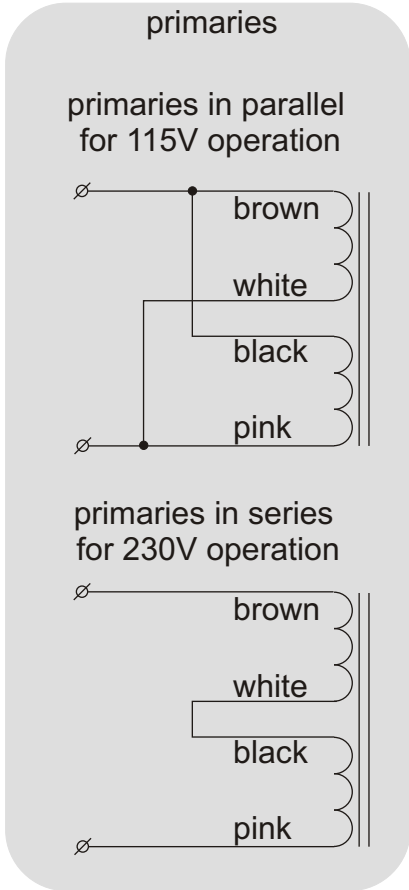 primaries
primaries in parallel
for 115V operation
brown
white
black
pink
primaries in series
for 230V operation
brown
white
black
pink